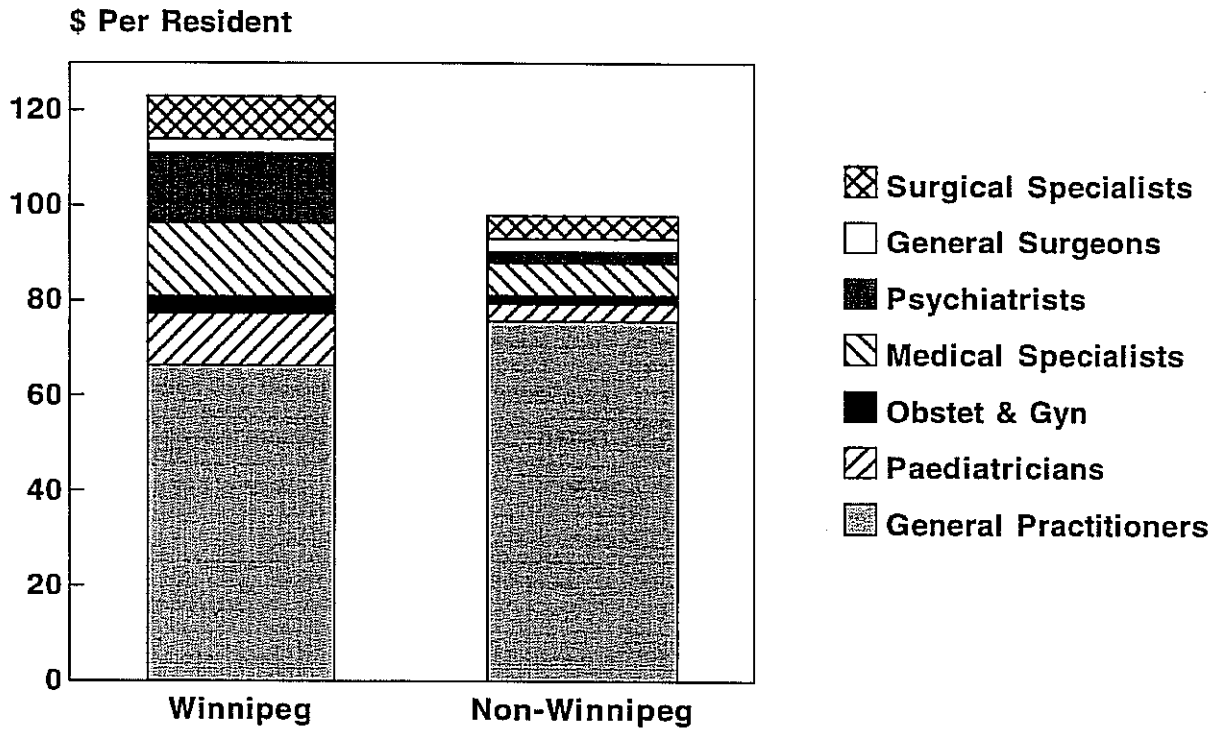 $ Per Resident
120
100
80
60
40
20
0
Winnipeg
Non-Winnipeg
Surgical Specialists
General Surgeons
Psychiatrists
Medical Specialists
Obstet & Gyn
Paediatricians
General Practitioners